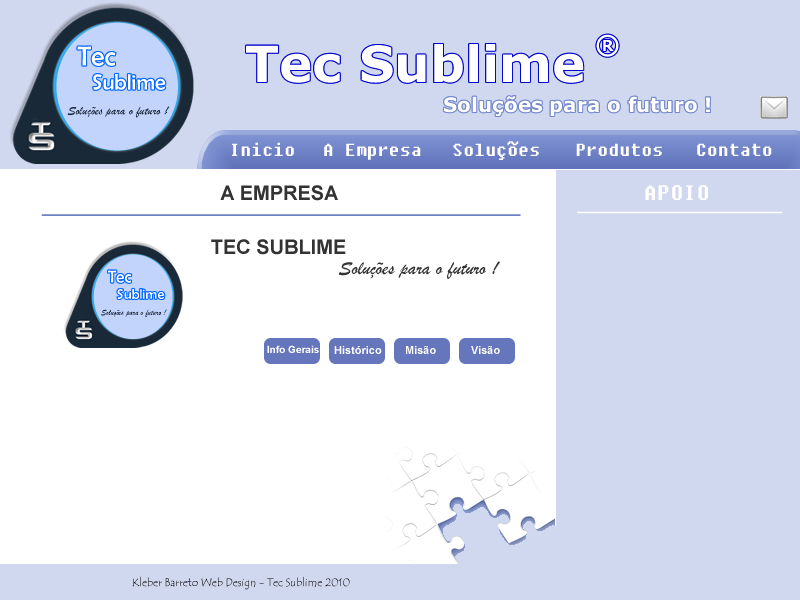 Tec
Sublime
Soluções para o futuro !
TS
Tec Sublime ®
Soluções para o futuro !
Inicio A Empresa Soluções Produtos Contato
A EMPRESA
APOIO
TEC SUBLIME
Soluções para o futuro !
Tec
Sublime
Soluções para o futuro !
TS
Info Gerais Histórico Misão Visão
Kleber Barreto Web Design - Tec Sublime 2010